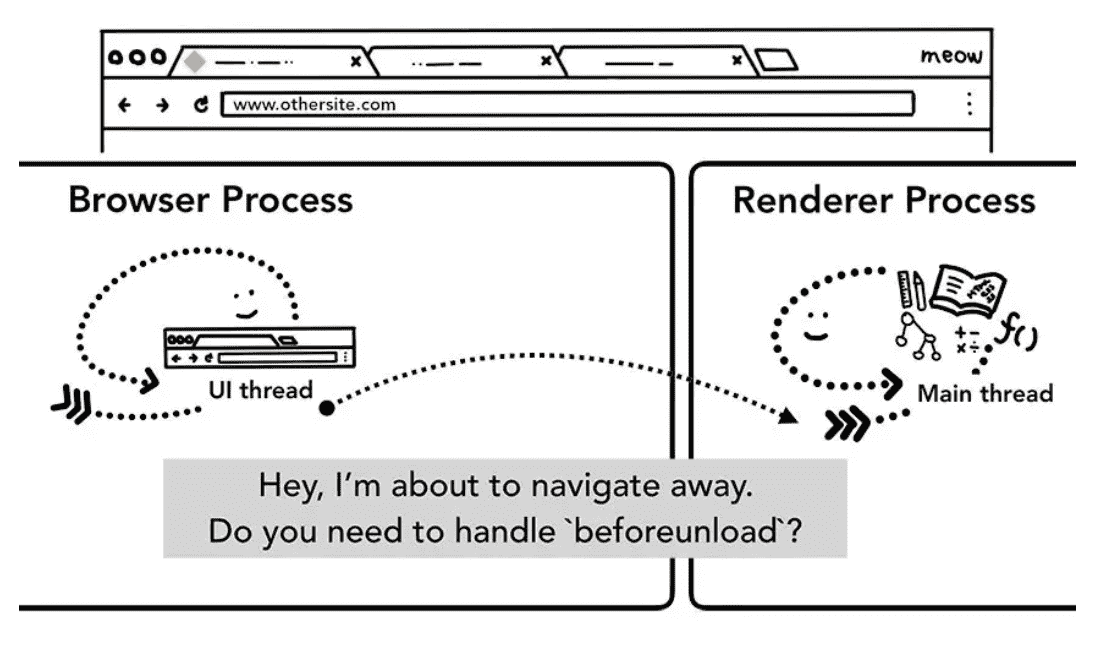 meow
www.othersite.com
Browser Process
Renderer Process
HTML
f()
+-
×÷
UI thread
Main thread
Hey, I'm about to navigate away.
Do you need to handle `beforeunload`?